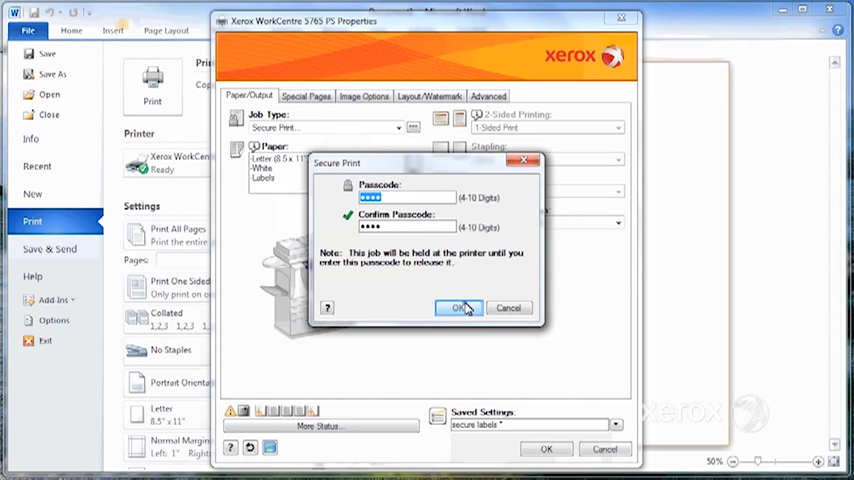 Xerox WorkCentre 5765 PS Properties
File
Home
Insert
Page Layout
Save
Save As
Open
Close
Info
Recent
New
Print
Save & Send
Help
Add-Ins
Options
Exit
Print
Printer
Xerox WorkCentre
Ready
Settings
Print All Pages
Print the entire
Pages:
Print One Sided
Only print on one
Collated
1,2,3 1,2,3
No Staples
Portrait Orienta
Letter
8.5" x 11"
Normal Margin
Left: 1"
xerox
Paper/Output
Special Pages
Image Options
Layout/Watermark
Advanced
Job Type:
Secure Print...
2-Sided Printing:
1-Sided Print
Paper:
-Letter (8.5 x 11"
-White
-Labels
Stapling:
Secure Print
Passcode:
(4-10 Digits)
Confirm Passcode:
(4-10 Digits)
Note: This job will be held at the printer until you
enter this passcode to release it.
?
OK
Cancel
More Status...
Saved Settings:
secure labels *
?
OK
Cancel
xerox
50%